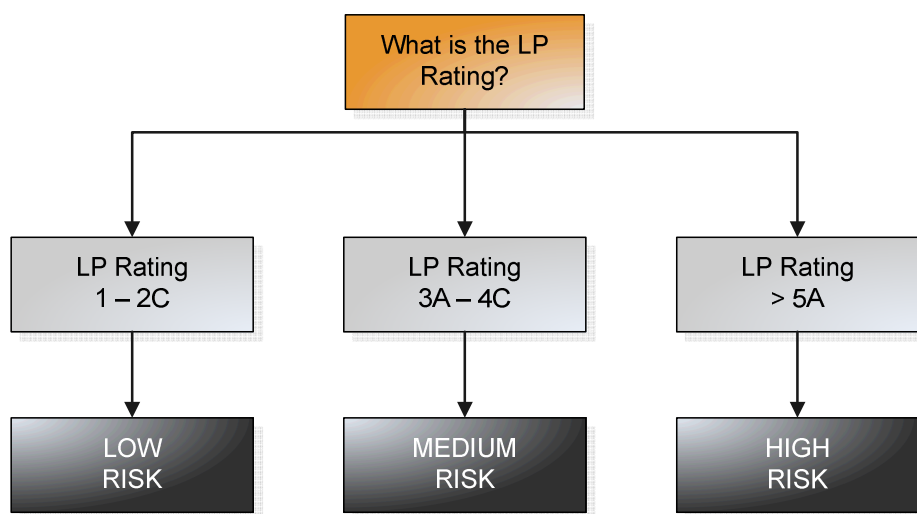 What is the LP
Rating?
LP Rating
1 – 2C
LP Rating
3A – 4C
LP Rating
> 5A
LOW
RISK
MEDIUM
RISK
HIGH
RISK